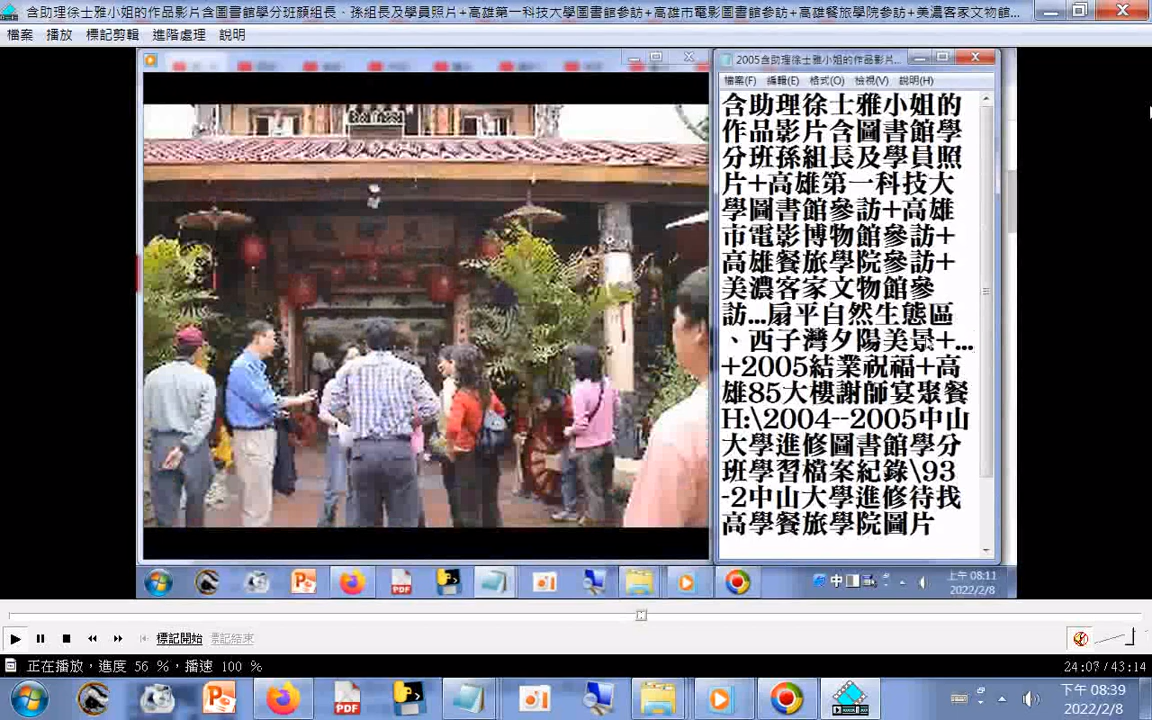 含助理徐士雅小姐的作品影片含圖書館學分班顏組長、孫組長及學員照片+高雄第一科技大學圖書館參訪+高雄市電影圖書館參訪+高雄餐旅學院參訪+美濃客家文物館...
檔案 播放 標記剪輯 進階處理 說明
2005含助理徐士雅小姐的作品影片...
檔案(F) 編輯(E) 格式(O) 檢視(V) 說明(H)
含助理徐士雅小姐的
作品影片含圖書館學
分班孫組長及學員照
片+高雄第一科技大
學圖書館參訪+高雄
市電影博物館參訪+
高雄餐旅學院參訪+
美濃客家文物館參
訪...扇平自然生態區
、西子灣夕陽美景+...
+2005結業祝福+高
雄85大樓謝師宴聚餐
H:\2004--2005中山
大學進修圖書館學分
班學習檔案紀錄\93
-2中山大學進修待找
高學餐旅學院圖片
中
上午 08:11
2022/2/8
標記開始 標記結束
正在播放，進度 56 %，播速 100 %
24:07 / 43:14
PDF
下午 08:39
2022/2/8